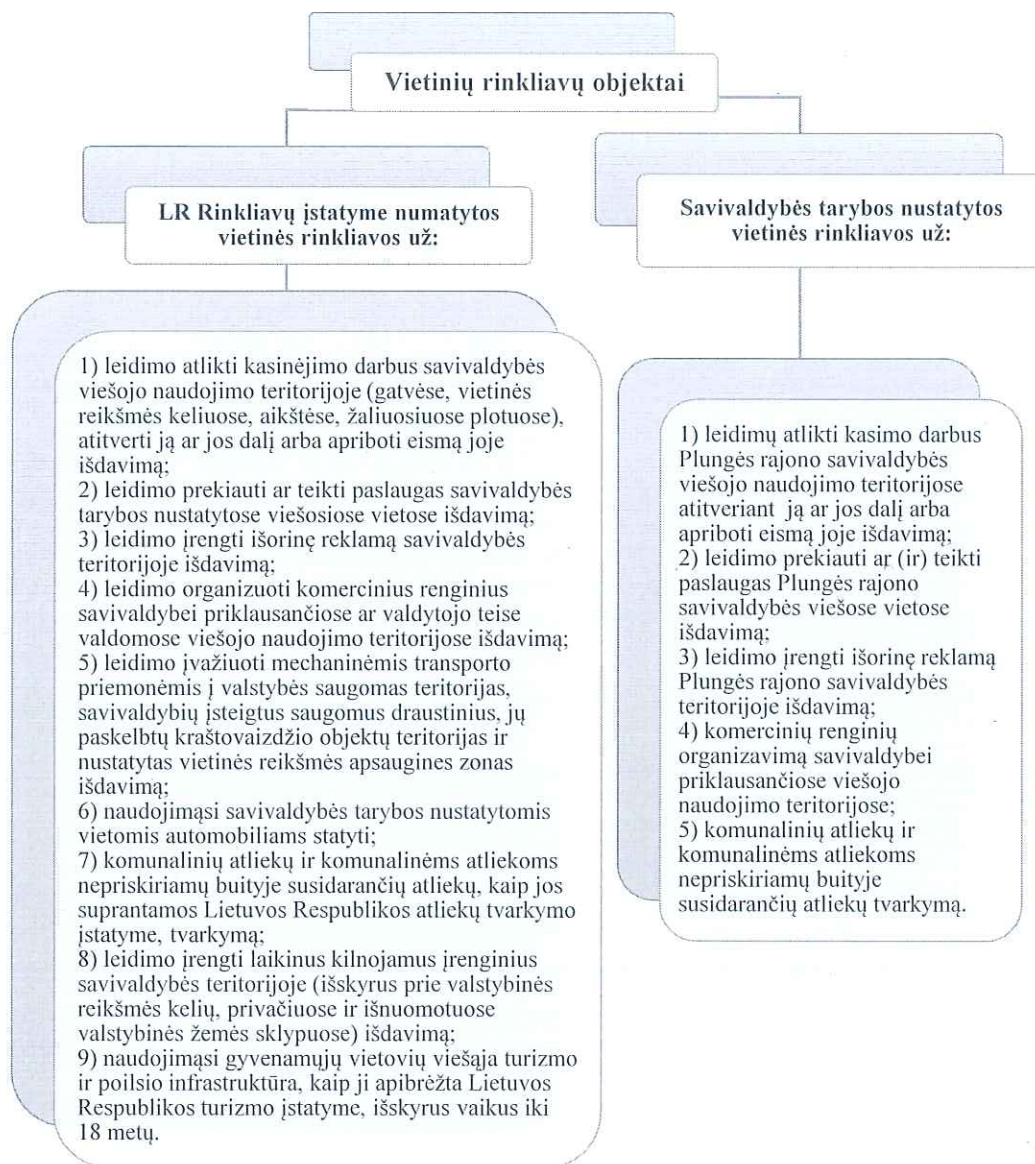 Vietinių rinkliavų objektai
LR Rinkliavų įstatyme numatytos
vietinės rinkliavos už:
1) leidimo atlikti kasinėjimo darbus savivaldybės
viešojo naudojimo teritorijoje (gatvėse, vietinės
reikšmės keliuose, aikštėse, žaliuosiuose plotuose),
atitverti ją ar jos dalį arba apriboti eismą joje
išdavimą;
2) leidimo prekiauti ar teikti paslaugas savivaldybės
tarybos nustatytose viešosiose vietose išdavimą;
3) leidimo įrengti išorinę reklamą savivaldybės
teritorijoje išdavimą;
4) leidimo organizuoti komercinius renginius
savivaldybei priklausančiose ar valdytojo teise
valdomose viešojo naudojimo teritorijose išdavimą;
5) leidimo įvažiuoti mechaninėmis transporto
priemonėmis į valstybės saugomas teritorijas,
savivaldybių įsteigtus saugomus draustinius, jų
paskelbtų kraštovaizdžio objektų teritorijas ir
nustatytas vietinės reikšmės apsaugines zonas
išdavimą;
6) naudojimąsi savivaldybės tarybos nustatytomis
vietomis automobiliams statyti;
7) komunalinių atliekų ir komunalinėms atliekoms
nepriskiriamų buityje susidarančių atliekų, kaip jos
suprantamos Lietuvos Respublikos atliekų tvarkymo
įstatyme, tvarkymą;
8) leidimo įrengti laikinus kilnojamus įrenginius
savivaldybės teritorijoje (išskyrus prie valstybinės
reikšmės kelių, privačiuose ir išnuomotuose
valstybinės žemės sklypuose) išdavimą;
9) naudojimąsi gyvenamųjų vietovių viešąja turizmo
ir poilsio infrastruktūra, kaip ji apibrėžta Lietuvos
Respublikos turizmo įstatyme, išskyrus vaikus iki
18 metų.
Savivaldybės tarybos nustatytos
vietinės rinkliavos už:
1) leidimų atlikti kasimo darbus
Plungės rajono savivaldybės
viešojo naudojimo teritorijose
atitveriant ją ar jos dalį arba
apriboti eismą joje išdavimą;
2) leidimo prekiauti ar (ir) teikti
paslaugas Plungės rajono
savivaldybės viešose vietose
išdavimą;
3) leidimo įrengti išorinę reklamą
Plungės rajono savivaldybės
teritorijoje išdavimą;
4) komercinių renginių
organizavimą savivaldybei
priklausančiose viešojo
naudojimo teritorijose;
5) komunalinių atliekų ir
komunalinėms atliekoms
nepriskiriamų buityje
susidarančių atliekų tvarkymą.